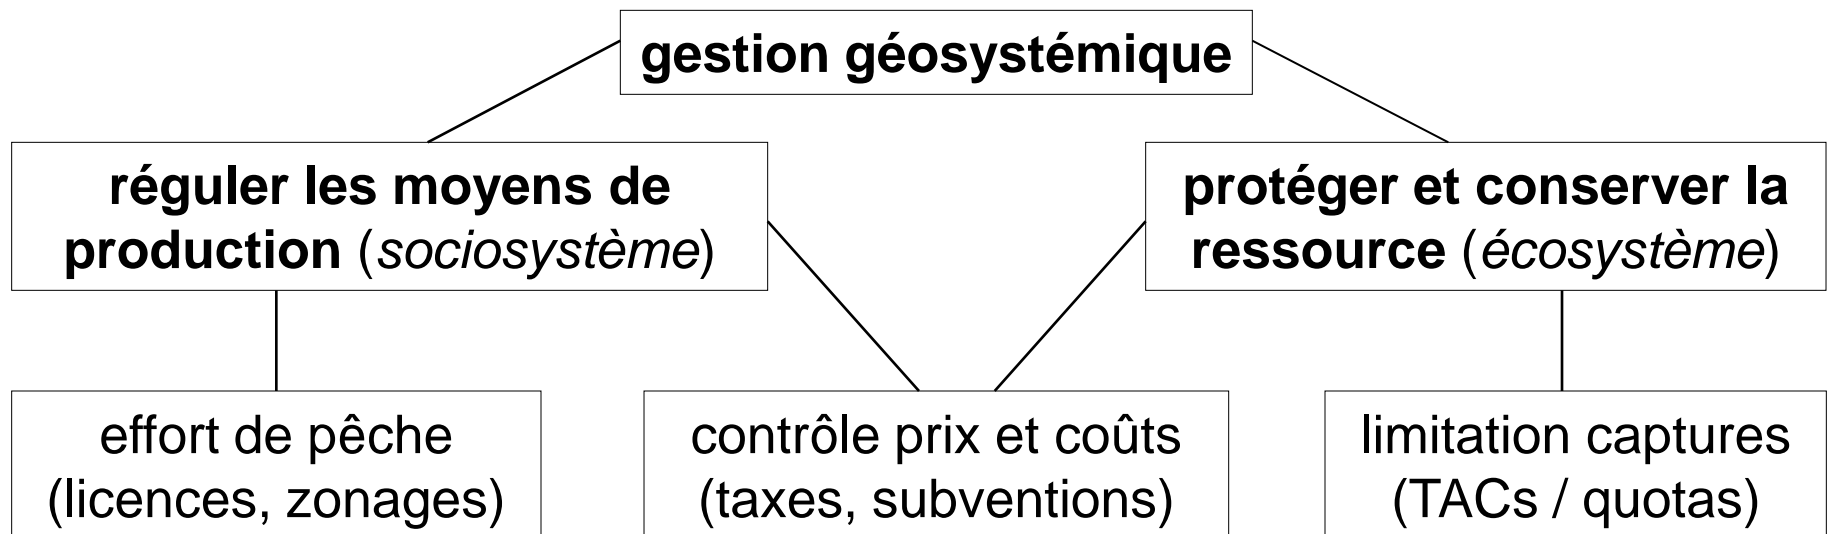 gestion géosystémique
réguler les moyens de
production (sociosystème)
protéger et conserver la
ressource (écosystème)
effort de pêche
(licences, zonages)
contrôle prix et coûts
(taxes, subventions)
limitation captures
(TACs / quotas)